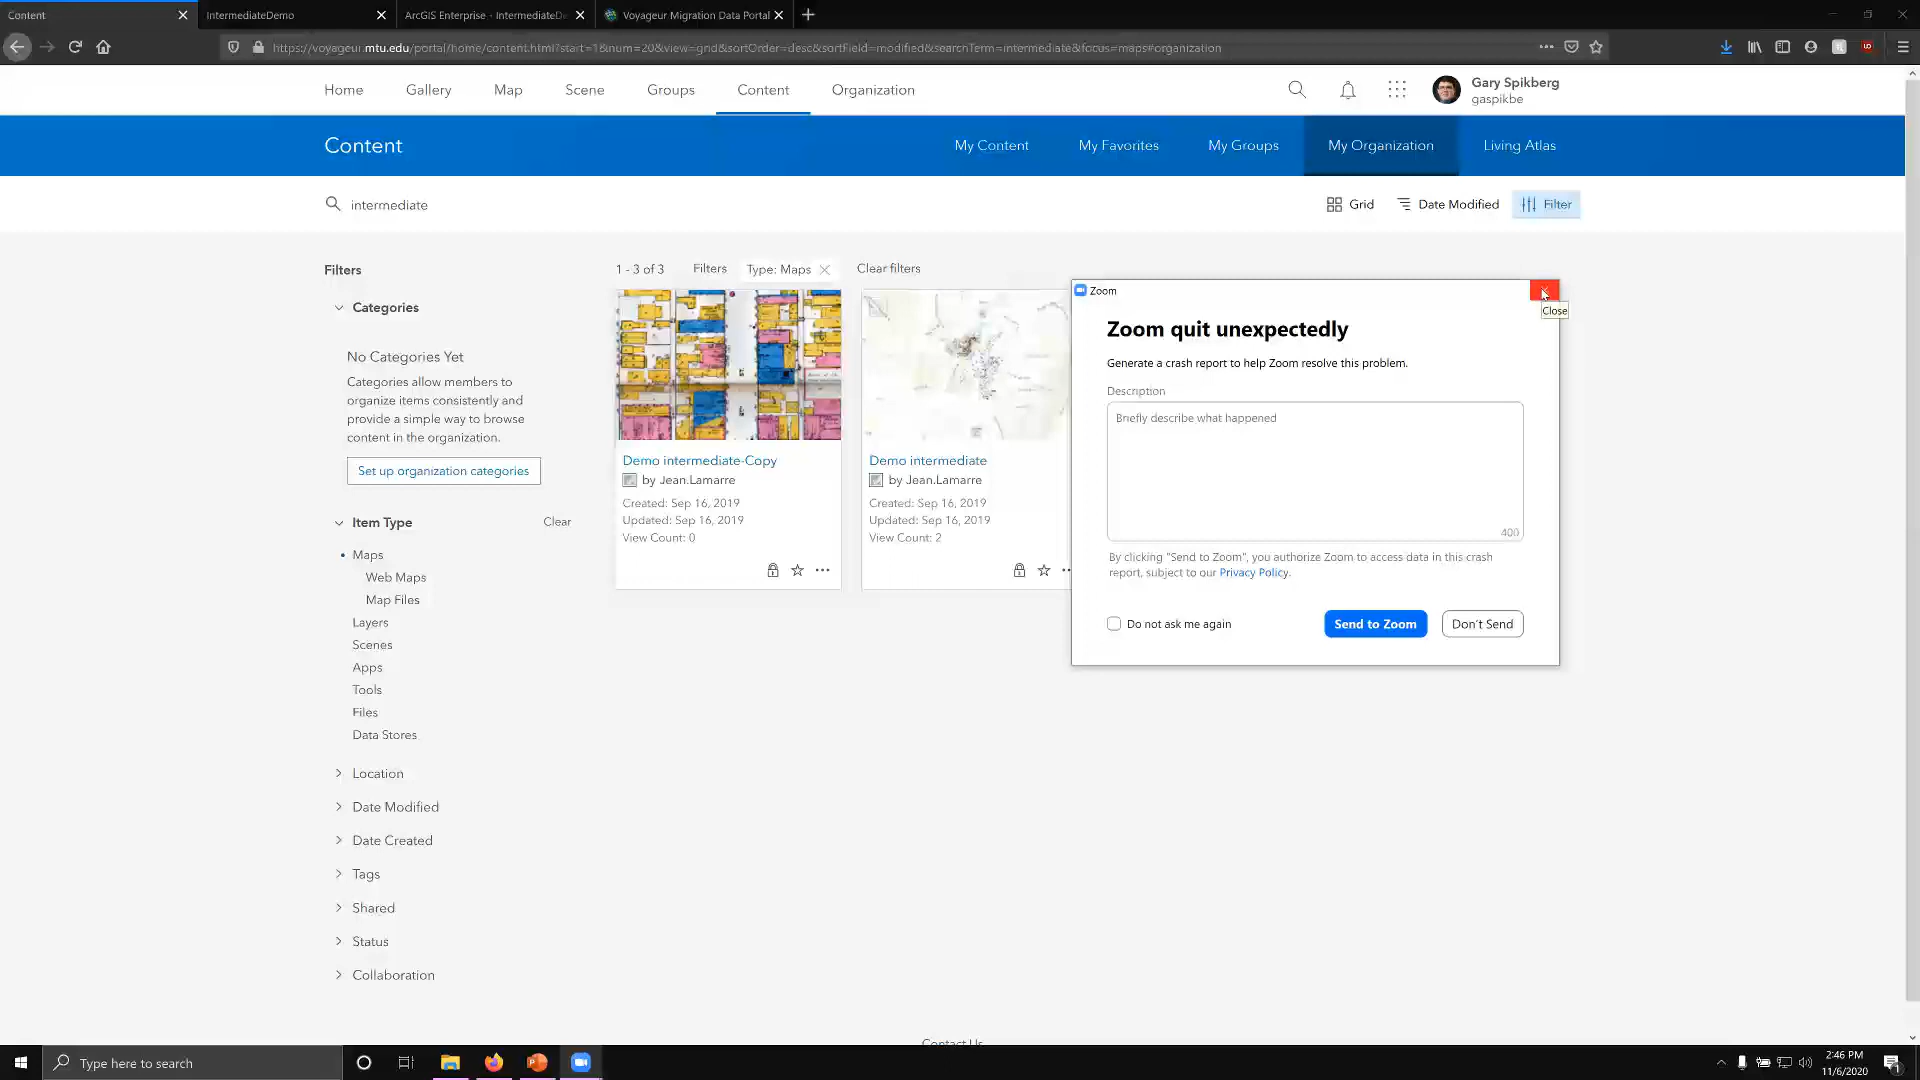 Content
IntermediateDemo
ArcGIS Enterprise - IntermediateDe
Voyageur Migration Data Portal
https://voyageur.mtu.edu/portal/home/content.html?start=1&num=20&view=grid&sortOrder=desc&sortField=modified&searchTerm=intermediate&focus=maps#organization
Home
Gallery
Map
Scene
Groups
Content
Organization
Gary Spikberg
gaspikbe
Content
My Content
My Favorites
My Groups
My Organization
Living Atlas
intermediate
Grid
Date Modified
Filter
Filters
1 - 3 of 3
Filters
Type: Maps
Clear filters
Categories
No Categories Yet
Categories allow members to
organize items consistently and
provide a simple way to browse
content in the organization.
Set up organization categories
Item Type
Clear
Maps
Web Maps
Map Files
Layers
Scenes
Apps
Tools
Files
Data Stores
Location
Date Modified
Date Created
Tags
Shared
Status
Collaboration
Demo intermediate-Copy
by Jean.Lamarre
Created: Sep 16, 2019
Updated: Sep 16, 2019
View Count: 0
Demo intermediate
by Jean.Lamarre
Created: Sep 16, 2019
Updated: Sep 16, 2019
View Count: 2
Zoom
Close
Zoom quit unexpectedly
Generate a crash report to help Zoom resolve this problem.
Description
Briefly describe what happened
400
By clicking "Send to Zoom", you authorize Zoom to access data in this crash
report, subject to our Privacy Policy.
Do not ask me again
Send to Zoom
Don't Send
Contact Us
Type here to search
2:46 PM
11/6/2020
1